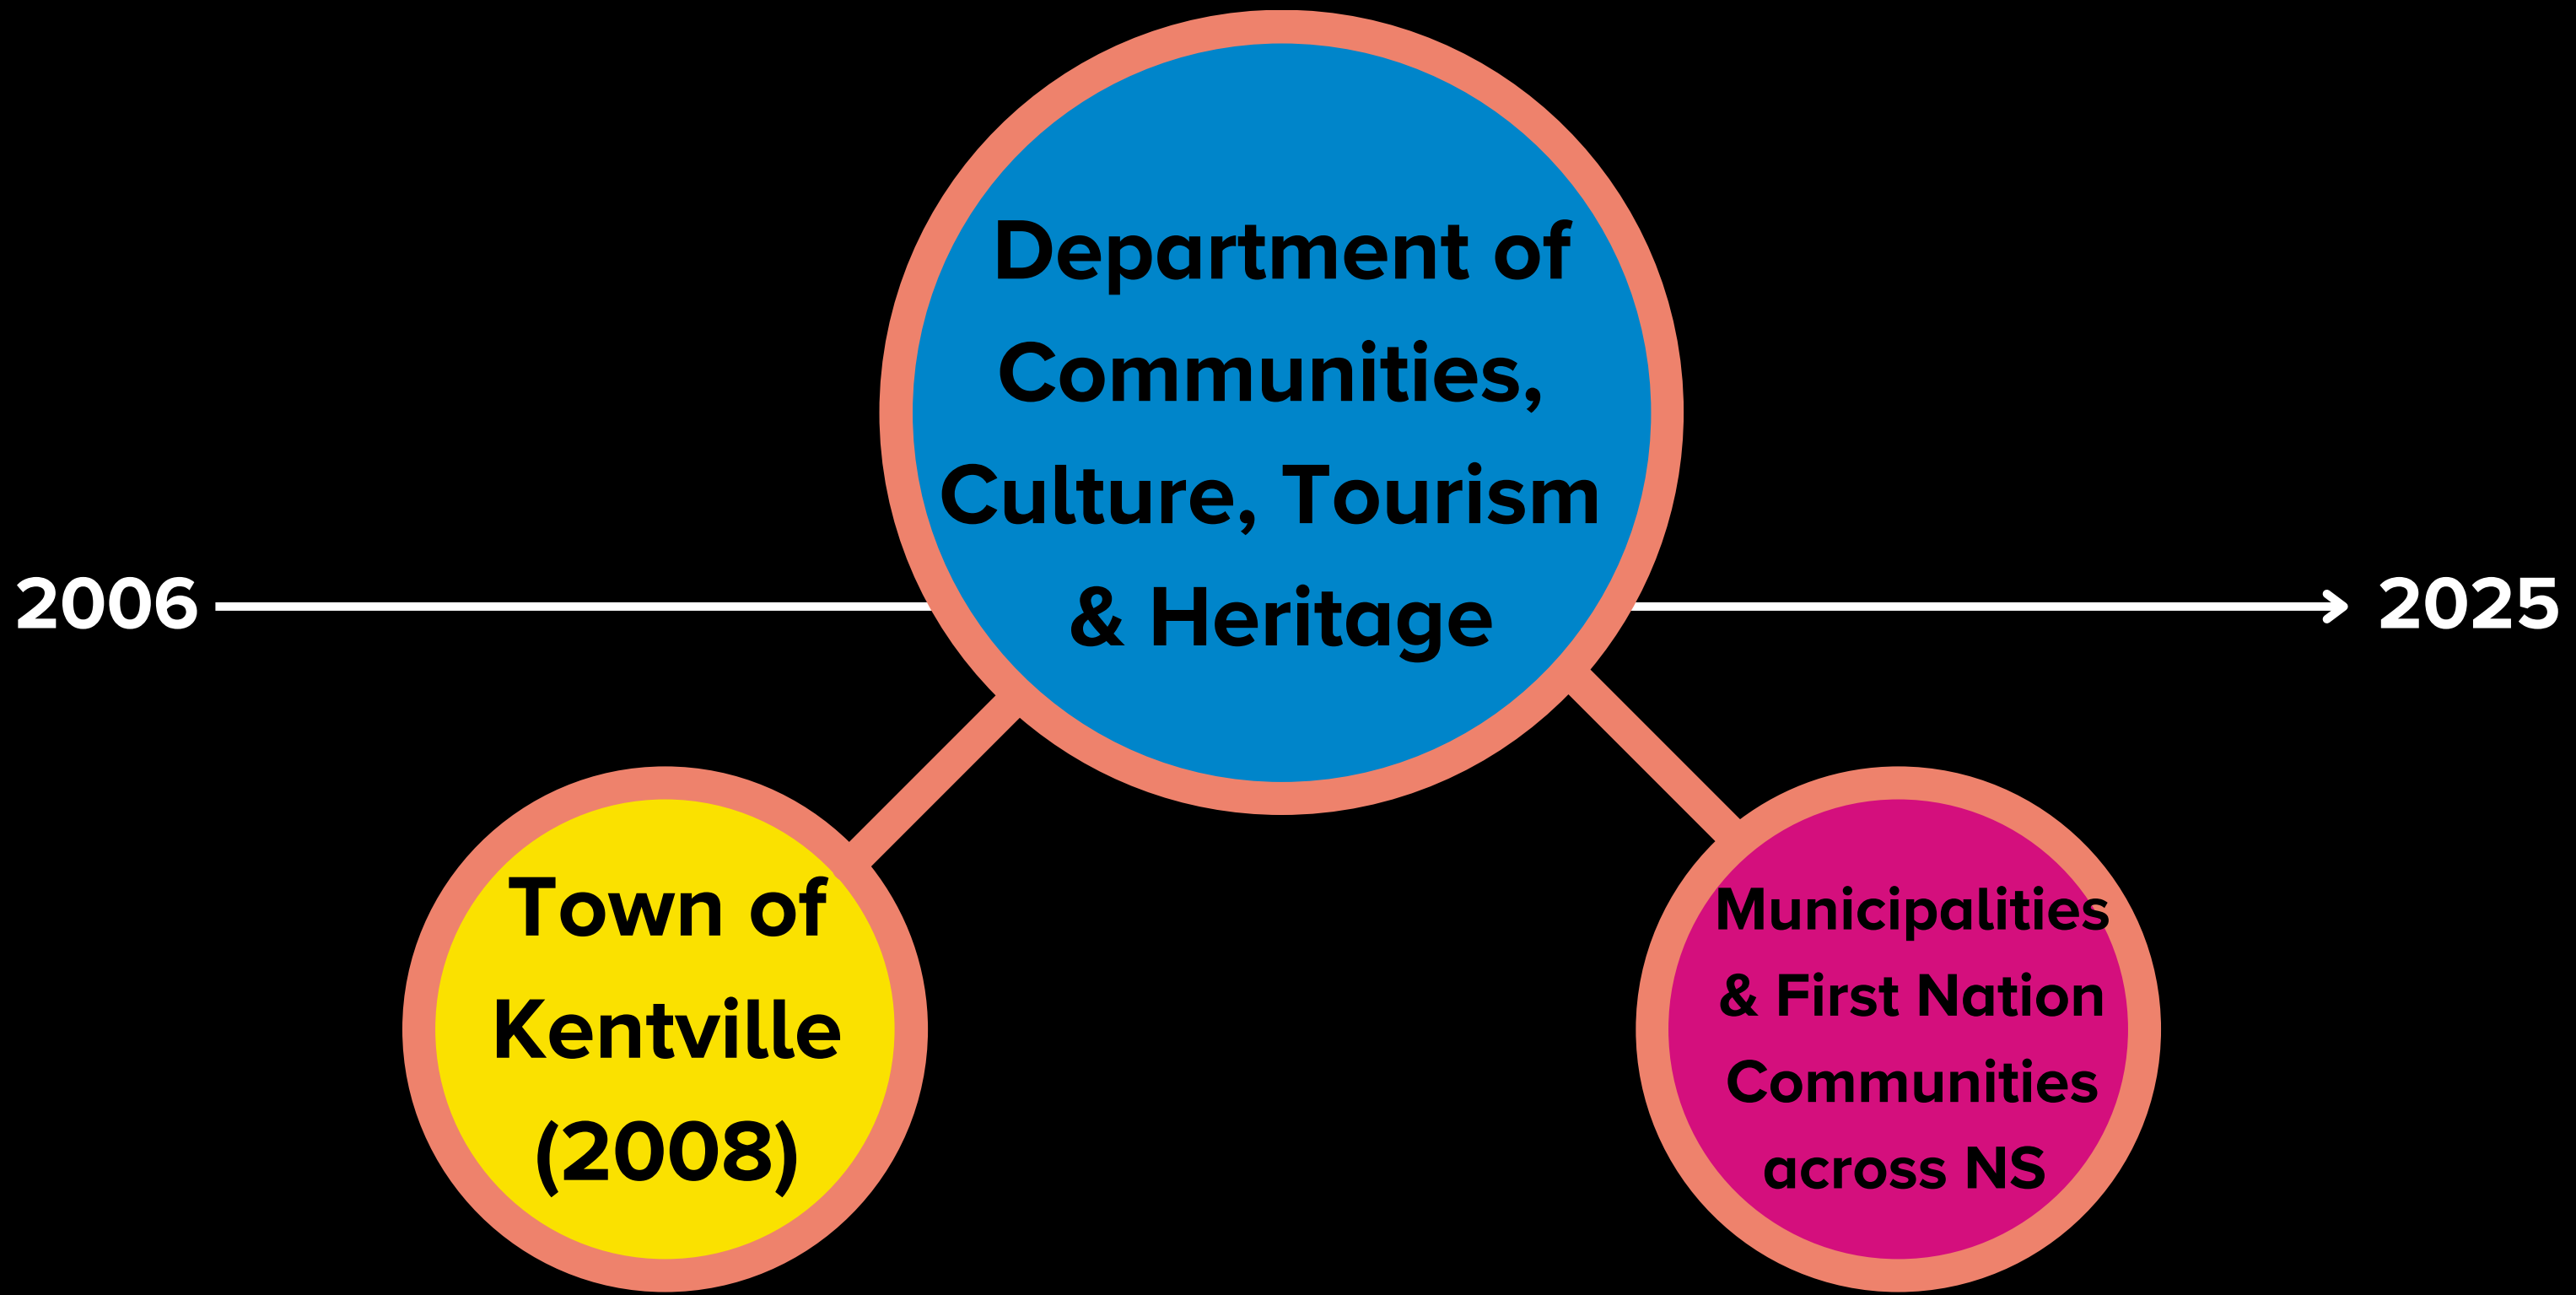 Department of
Communities,
Culture, Tourism
& Heritage
2006
2025
Town of
Kentville
(2008)
Municipalities
& First Nation
Communities
across NS